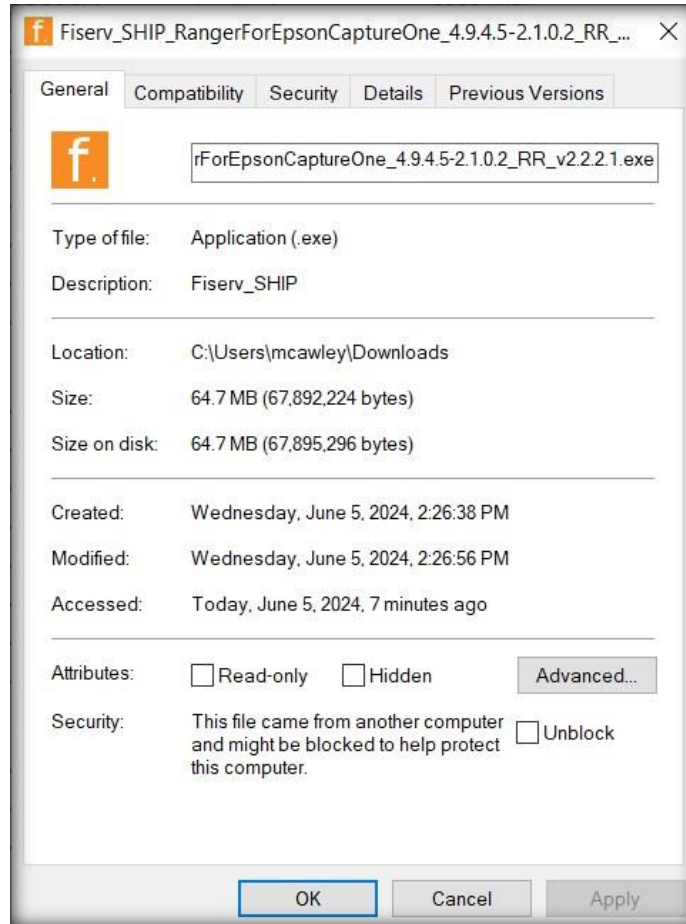 Fiserv_SHIP_RangerForEpsonCaptureOne_4.9.4.5-2.1.0.2_RR_...
General Compatibility Security Details Previous Versions
f.
rForEpsonCaptureOne_4.9.4.5-2.1.0.2_RR_v2.2.2.1.exe
Type of file: Application (.exe)
Description: Fiserv_SHIP
Location: C:\Users\mcawley\Downloads
Size: 64.7 MB (67,892,224 bytes)
Size on disk: 64.7 MB (67,895,296 bytes)
Created: Wednesday, June 5, 2024, 2:26:38 PM
Modified: Wednesday, June 5, 2024, 2:26:56 PM
Accessed: Today, June 5, 2024, 7 minutes ago
Attributes: Read-only Hidden Advanced...
Security: This file came from another computer
and might be blocked to help protect
this computer.
Unblock
OK Cancel Apply